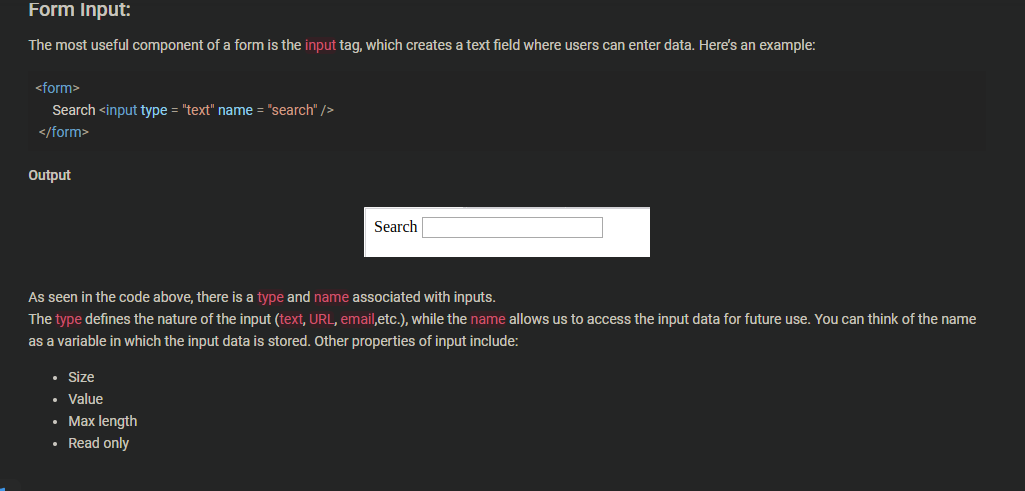 Form Input:
The most useful component of a form is the input tag, which creates a text field where users can enter data. Here's an example:
<form>
Search <input type = "text" name = "search" />
</form>
Output
Search
As seen in the code above, there is a type and name associated with inputs.
The type defines the nature of the input (text, URL, email,etc.), while the name allows us to access the input data for future use. You can think of the name
as a variable in which the input data is stored. Other properties of input include:
• Size
• Value
• Max length
• Read only